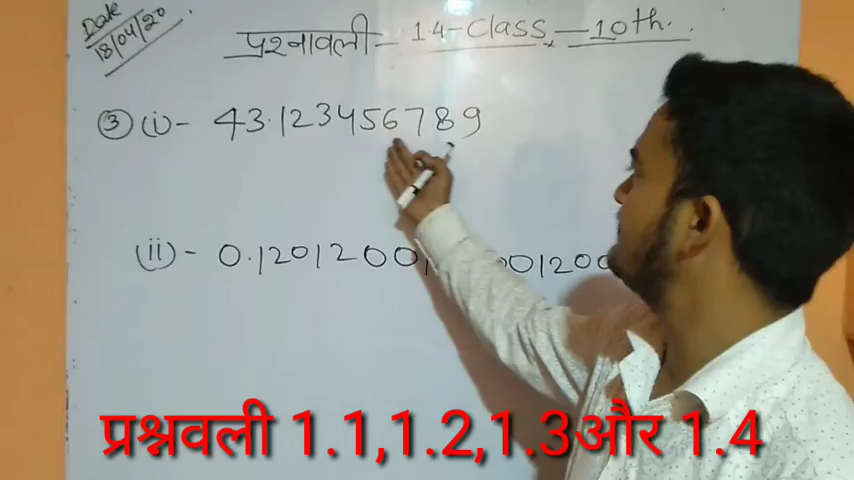 Date
18/04/20
प्रश्नावली - 14-Class - 10th.
③ (i) - 43.123456789
(ii) - 0.12012001
प्रश्नवली 1.1,1.2,1.3और 1.4